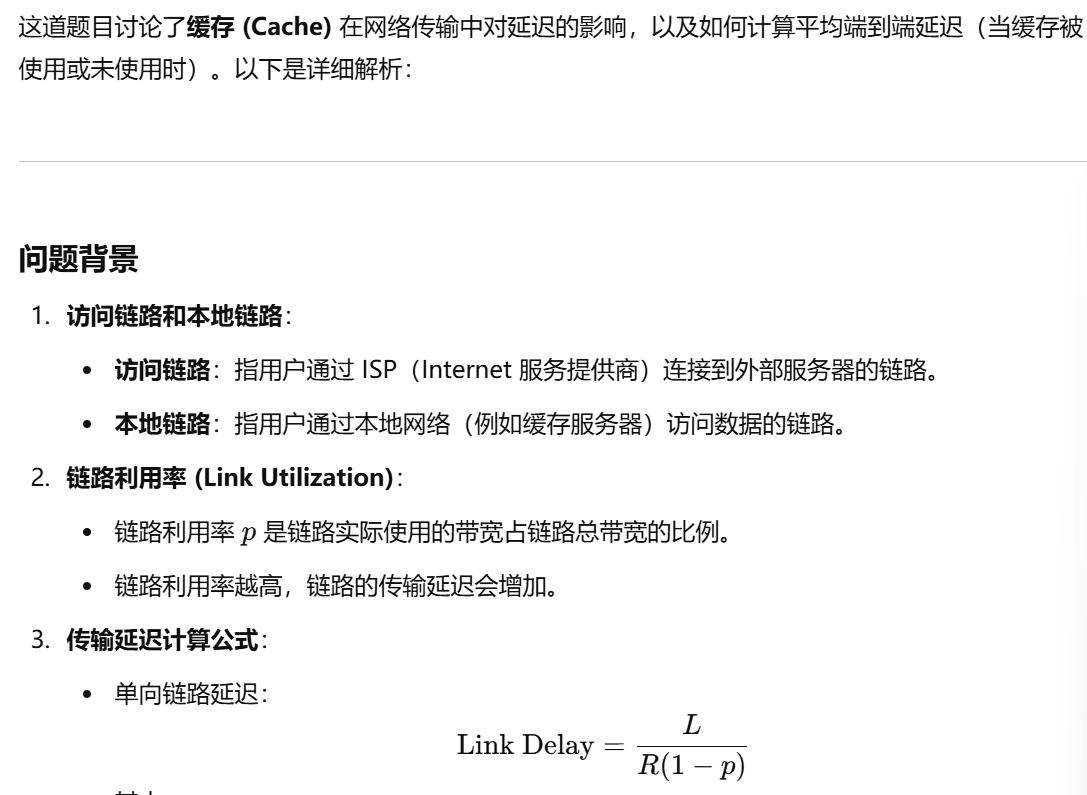 这道题目讨论了缓存 (Cache) 在网络传输中对延迟的影响，以及如何计算平均端到端延迟（当缓存被
使用或未使用时）。以下是详细解析：
问题背景
1. 访问链路和本地链路：
• 访问链路：指用户通过 ISP（Internet 服务提供商）连接到外部服务器的链路。
• 本地链路：指用户通过本地网络（例如缓存服务器）访问数据的链路。
2. 链路利用率 (Link Utilization)：
• 链路利用率 p 是链路实际使用的带宽占链路总带宽的比例。
• 链路利用率越高，链路的传输延迟会增加。
3. 传输延迟计算公式：
• 单向链路延迟：
Link Delay = L / R(1 − p)